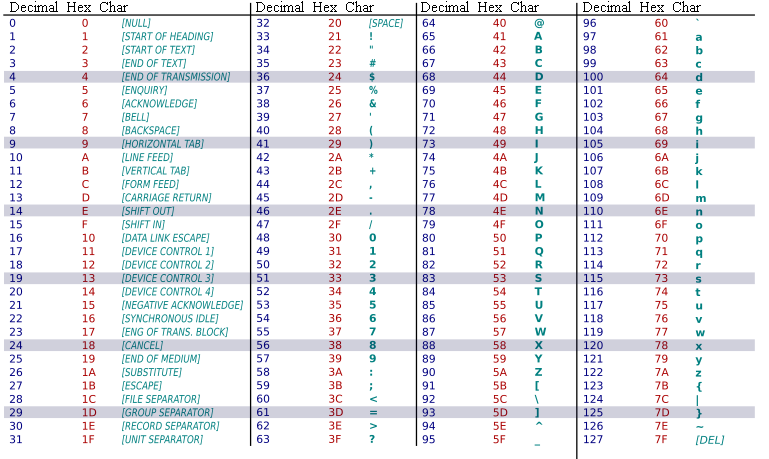 Decimal Hex Char Decimal Hex Char Decimal Hex Char Decimal Hex Char
0 0 [NULL] 32 20 [SPACE] 64 40 @ 96 60 `
1 1 [START OF HEADING] 33 21 ! 65 41 A 97 61 a
2 2 [START OF TEXT] 34 22 " 66 42 B 98 62 b
3 3 [END OF TEXT] 35 23 # 67 43 C 99 63 c
4 4 [END OF TRANSMISSION] 36 24 $ 68 44 D 100 64 d
5 5 [ENQUIRY] 37 25 % 69 45 E 101 65 e
6 6 [ACKNOWLEDGE] 38 26 & 70 46 F 102 66 f
7 7 [BELL] 39 27 ' 71 47 G 103 67 g
8 8 [BACKSPACE] 40 28 ( 72 48 H 104 68 h
9 9 [HORIZONTAL TAB] 41 29 ) 73 49 I 105 69 i
10 A [LINE FEED] 42 2A * 74 4A J 106 6A j
11 B [VERTICAL TAB] 43 2B + 75 4B K 107 6B k
12 C [FORM FEED] 44 2C , 76 4C L 108 6C l
13 D [CARRIAGE RETURN] 45 2D - 77 4D M 109 6D m
14 E [SHIFT OUT] 46 2E . 78 4E N 110 6E n
15 F [SHIFT IN] 47 2F / 79 4F O 111 6F o
16 10 [DATA LINK ESCAPE] 48 30 0 80 50 P 112 70 p
17 11 [DEVICE CONTROL 1] 49 31 1 81 51 Q 113 71 q
18 12 [DEVICE CONTROL 2] 50 32 2 82 52 R 114 72 r
19 13 [DEVICE CONTROL 3] 51 33 3 83 53 S 115 73 s
20 14 [DEVICE CONTROL 4] 52 34 4 84 54 T 116 74 t
21 15 [NEGATIVE ACKNOWLEDGE] 53 35 5 85 55 U 117 75 u
22 16 [SYNCHRONOUS IDLE] 54 36 6 86 56 V 118 76 v
23 17 [ENG OF TRANS. BLOCK] 55 37 7 87 57 W 119 77 w
24 18 [CANCEL] 56 38 8 88 58 X 120 78 x
25 19 [END OF MEDIUM] 57 39 9 89 59 Y 121 79 y
26 1A [SUBSTITUTE] 58 3A : 90 5A Z 122 7A z
27 1B [ESCAPE] 59 3B ; 91 5B [ 123 7B {
28 1C [FILE SEPARATOR] 60 3C < 92 5C \ 124 7C |
29 1D [GROUP SEPARATOR] 61 3D = 93 5D ] 125 7D }
30 1E [RECORD SEPARATOR] 62 3E > 94 5E ^ 126 7E ~
31 1F [UNIT SEPARATOR] 63 3F ? 95 5F _ 127 7F [DEL]